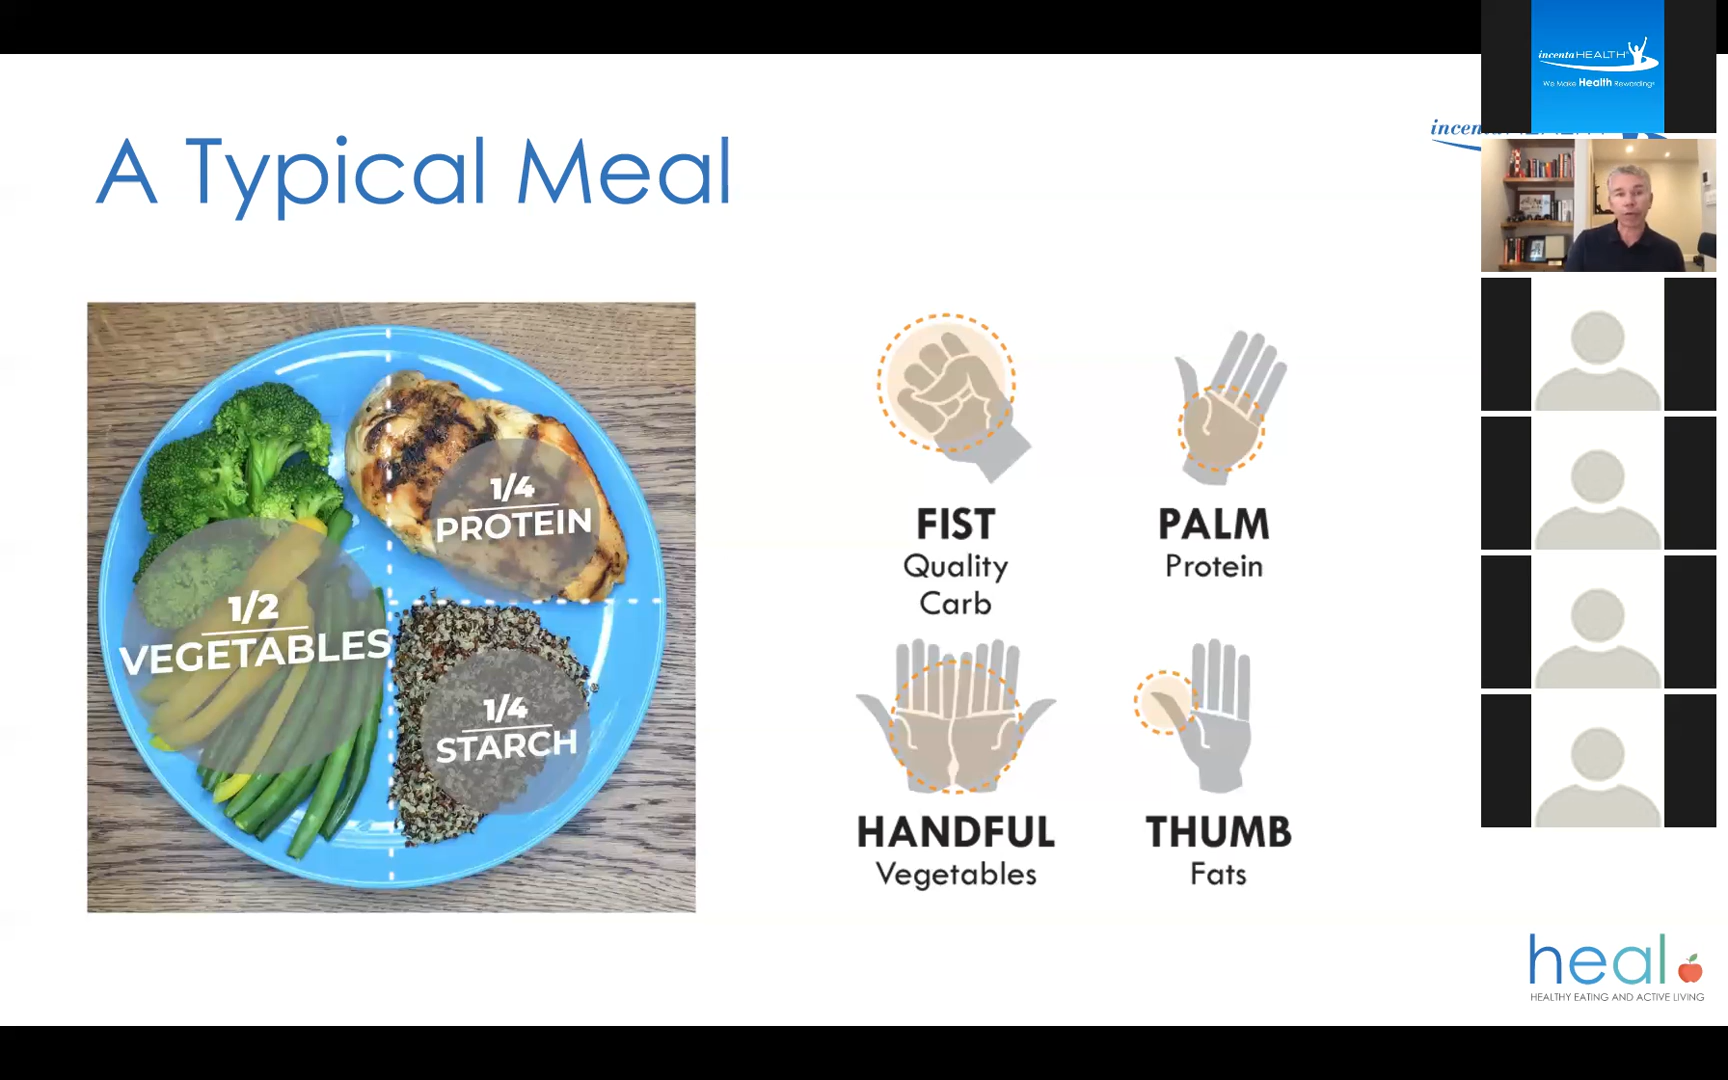 A Typical Meal
1/2
VEGETABLES
1/4
PROTEIN
1/4
STARCH
FIST
Quality
Carb
PALM
Protein
HANDFUL
Vegetables
THUMB
Fats
incentaHEALTH
We Make Health Rewarding
incen
heal
HEALTHY EATING AND ACTIVE LIVING